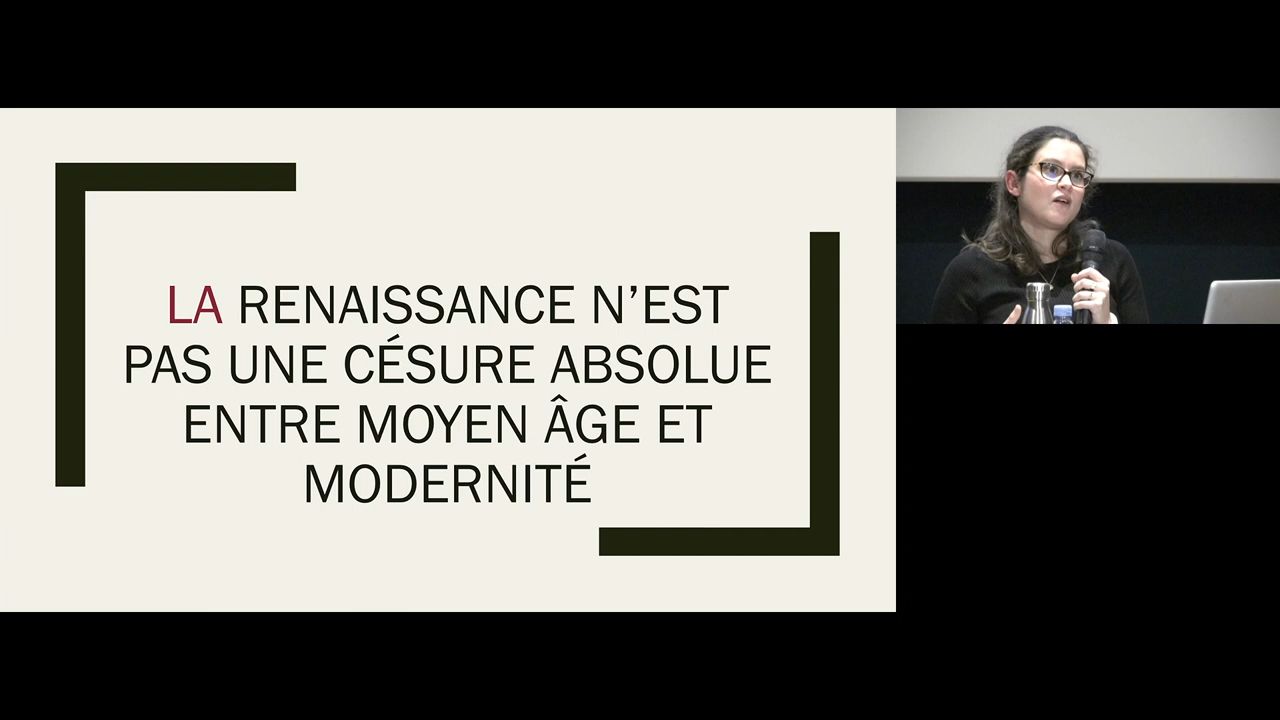 LA RENAISSANCE N’EST
PAS UNE CÉSURE ABSOLUE
ENTRE MOYEN ÂGE ET
MODERNITÉ